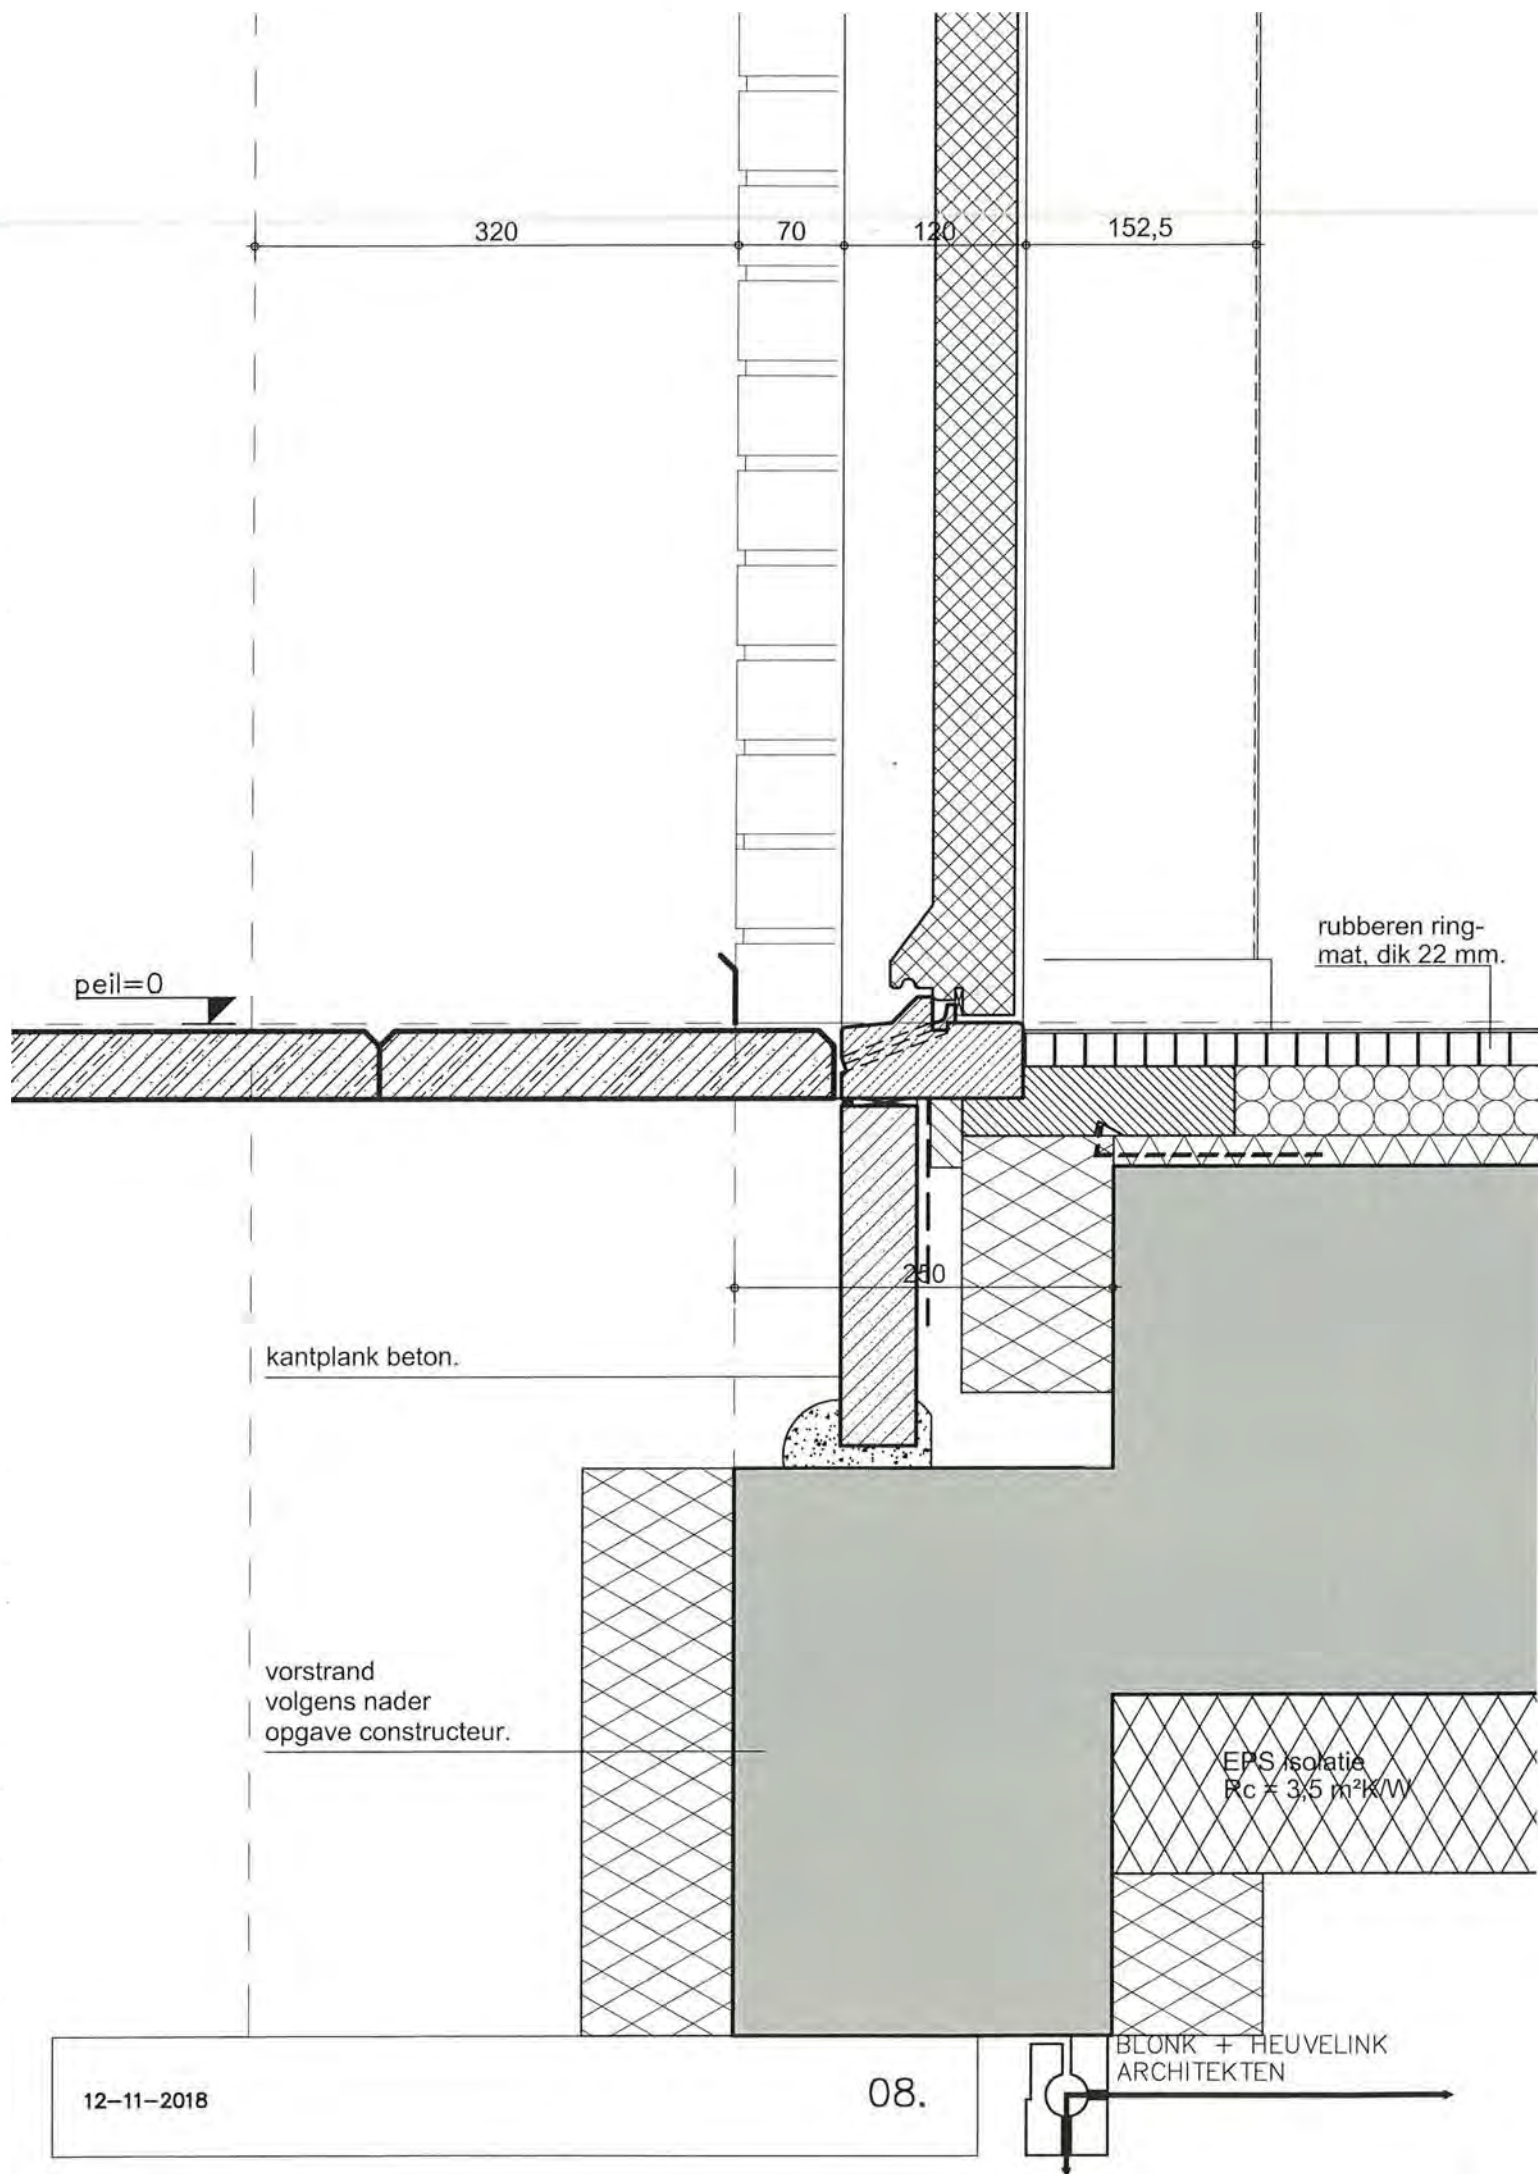 320
70
120
152,5
rubberen ring-
mat, dik 22 mm.
peil=0
250
kantplank beton.
vorstrand
volgens nader
opgave constructeur.
EPS isolatie
Rc = 3,5 m²K/W
BLONK + HEUVELINK
ARCHITEKTEN
12-11-2018
08.